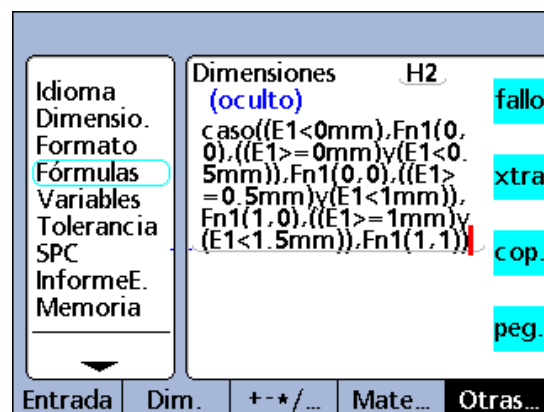 Idioma
Dimensio.
Formato
Fórmulas
Variables
Tolerancia
SPC
InformeE.
Memoria
Dimensiones H2
(oculto)
caso((E1<0mm),Fn1(0,
0),((E1>=0mm)y(E1<0.
5mm)),Fn1(0,0),((E1>
=0.5mm)y(E1<1mm)),
Fn1(1,0),((E1>=1mm)y
(E1<1.5mm)),Fn1(1,1))
fallo
xtra
cop.
peg.
Entrada Dim. +-*/... Mate... Otras...